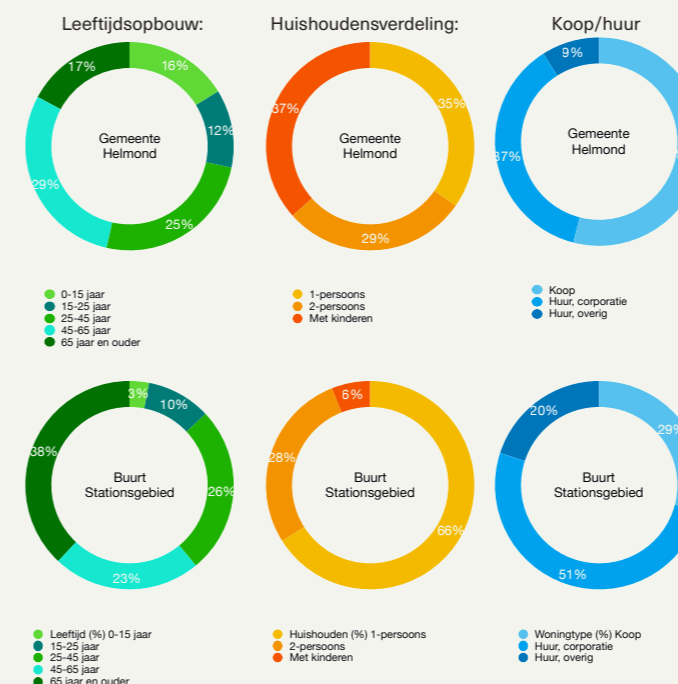 Leeftijdsopbouw:
16%
12%
25%
29%
17%
Gemeente
Helmond
0-15 jaar
15-25 jaar
25-45 jaar
45-65 jaar
65 jaar en ouder
Huishoudensverdeling:
35%
29%
37%
Gemeente
Helmond
1-persoons
2-persoons
Met kinderen
Koop/huur
9%
37%
Gemeente
Helmond
Koop
Huur, corporatie
Huur, overig
3%
10%
26%
23%
38%
Buurt
Stationsgebied
Leeftijd (%) 0-15 jaar
15-25 jaar
25-45 jaar
45-65 jaar
65 jaar en ouder
66%
28%
6%
Buurt
Stationsgebied
Huishouden (%) 1-persoons
2-persoons
Met kinderen
29%
51%
20%
Buurt
Stationsgebied
Woningtype (%) Koop
Huur, corporatie
Huur, overig